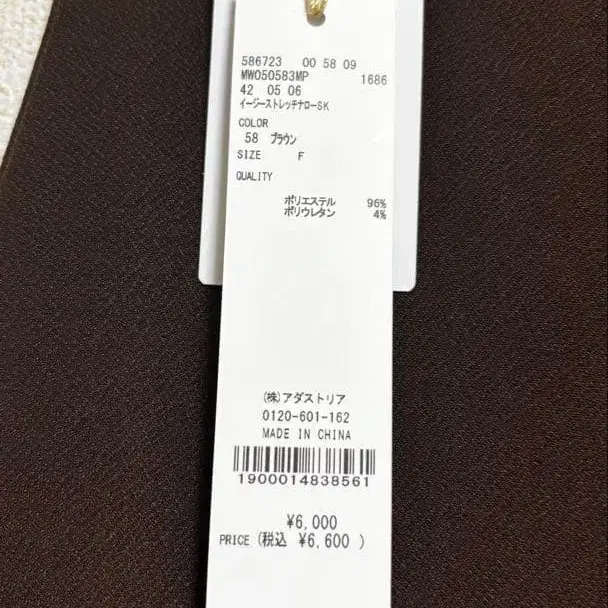 586723 00 58 09
MW050583MP 1686
42 05 06
イージーストレッチナローSK
COLOR
58 ブラウン
SIZE F
QUALITY
ポリエステル 96%
ポリウレタン 4%
(株)アダストリア
0120-601-162
MADE IN CHINA
1900014838561
¥6,000
PRICE (税込 ¥6,600 )